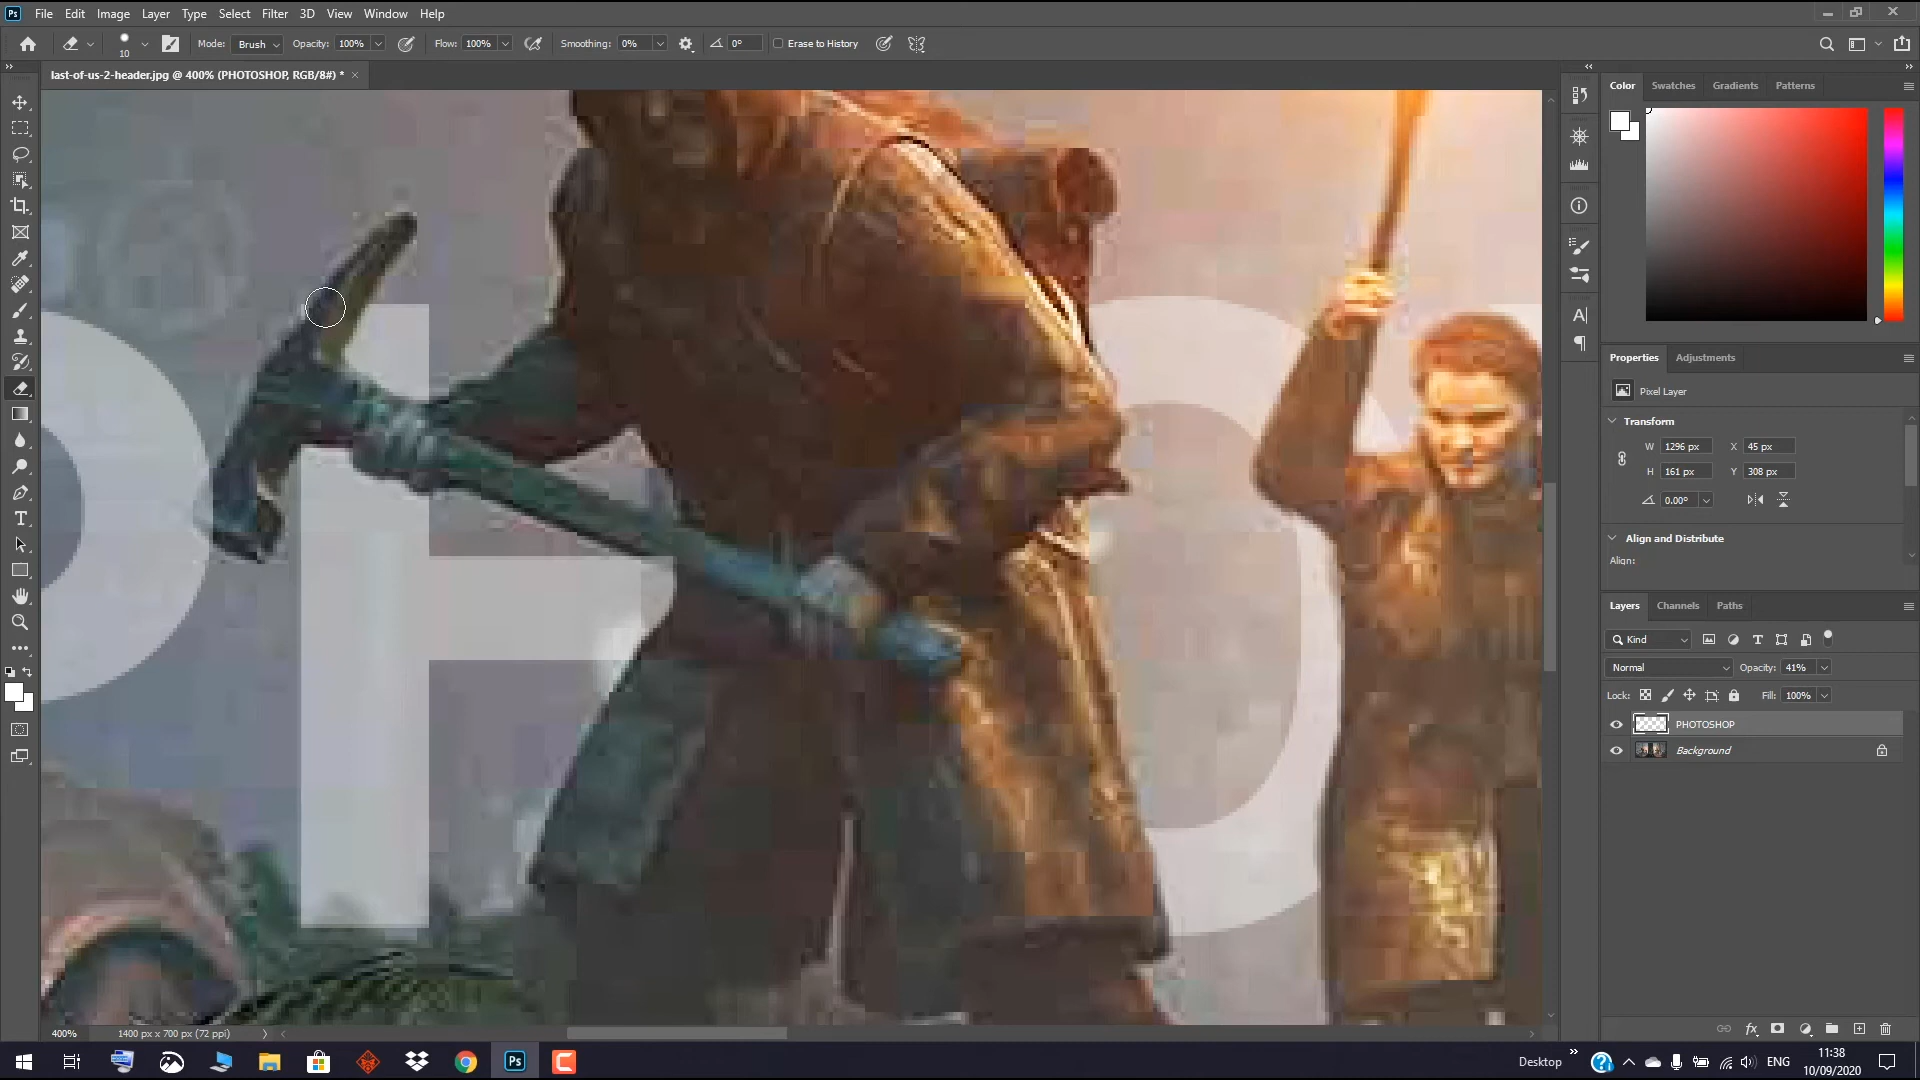 Ps File Edit Image Layer Type Select Filter 3D View Window Help
10 Mode: Brush Opacity: 100% Flow: 100% Smoothing: 0% 0° Erase to History
last-of-us-2-header.jpg @ 400% (PHOTOSHOP, RGB/8#) *
Color Swatches Gradients Patterns
Properties Adjustments
Pixel Layer
Transform
W 1296 px X 45 px
H 161 px Y 308 px
0.00°
Align and Distribute
Align:
Layers Channels Paths
Kind
Normal Opacity: 41%
Lock: Fill: 100%
PHOTOSHOP
Background
400% 1400 px x 700 px (72 ppi)
Ps Desktop ENG 11:38
10/09/2020